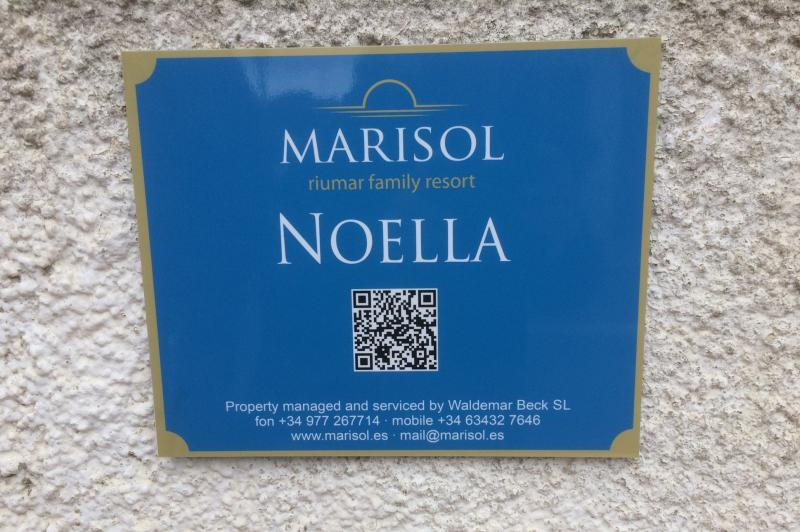 MARISOL
riumar family resort
NOELLA
Property managed and serviced by Waldemar Beck SL
fon +34 977 267714 · mobile +34 63432 7646
www.marisol.es · mail@marisol.es